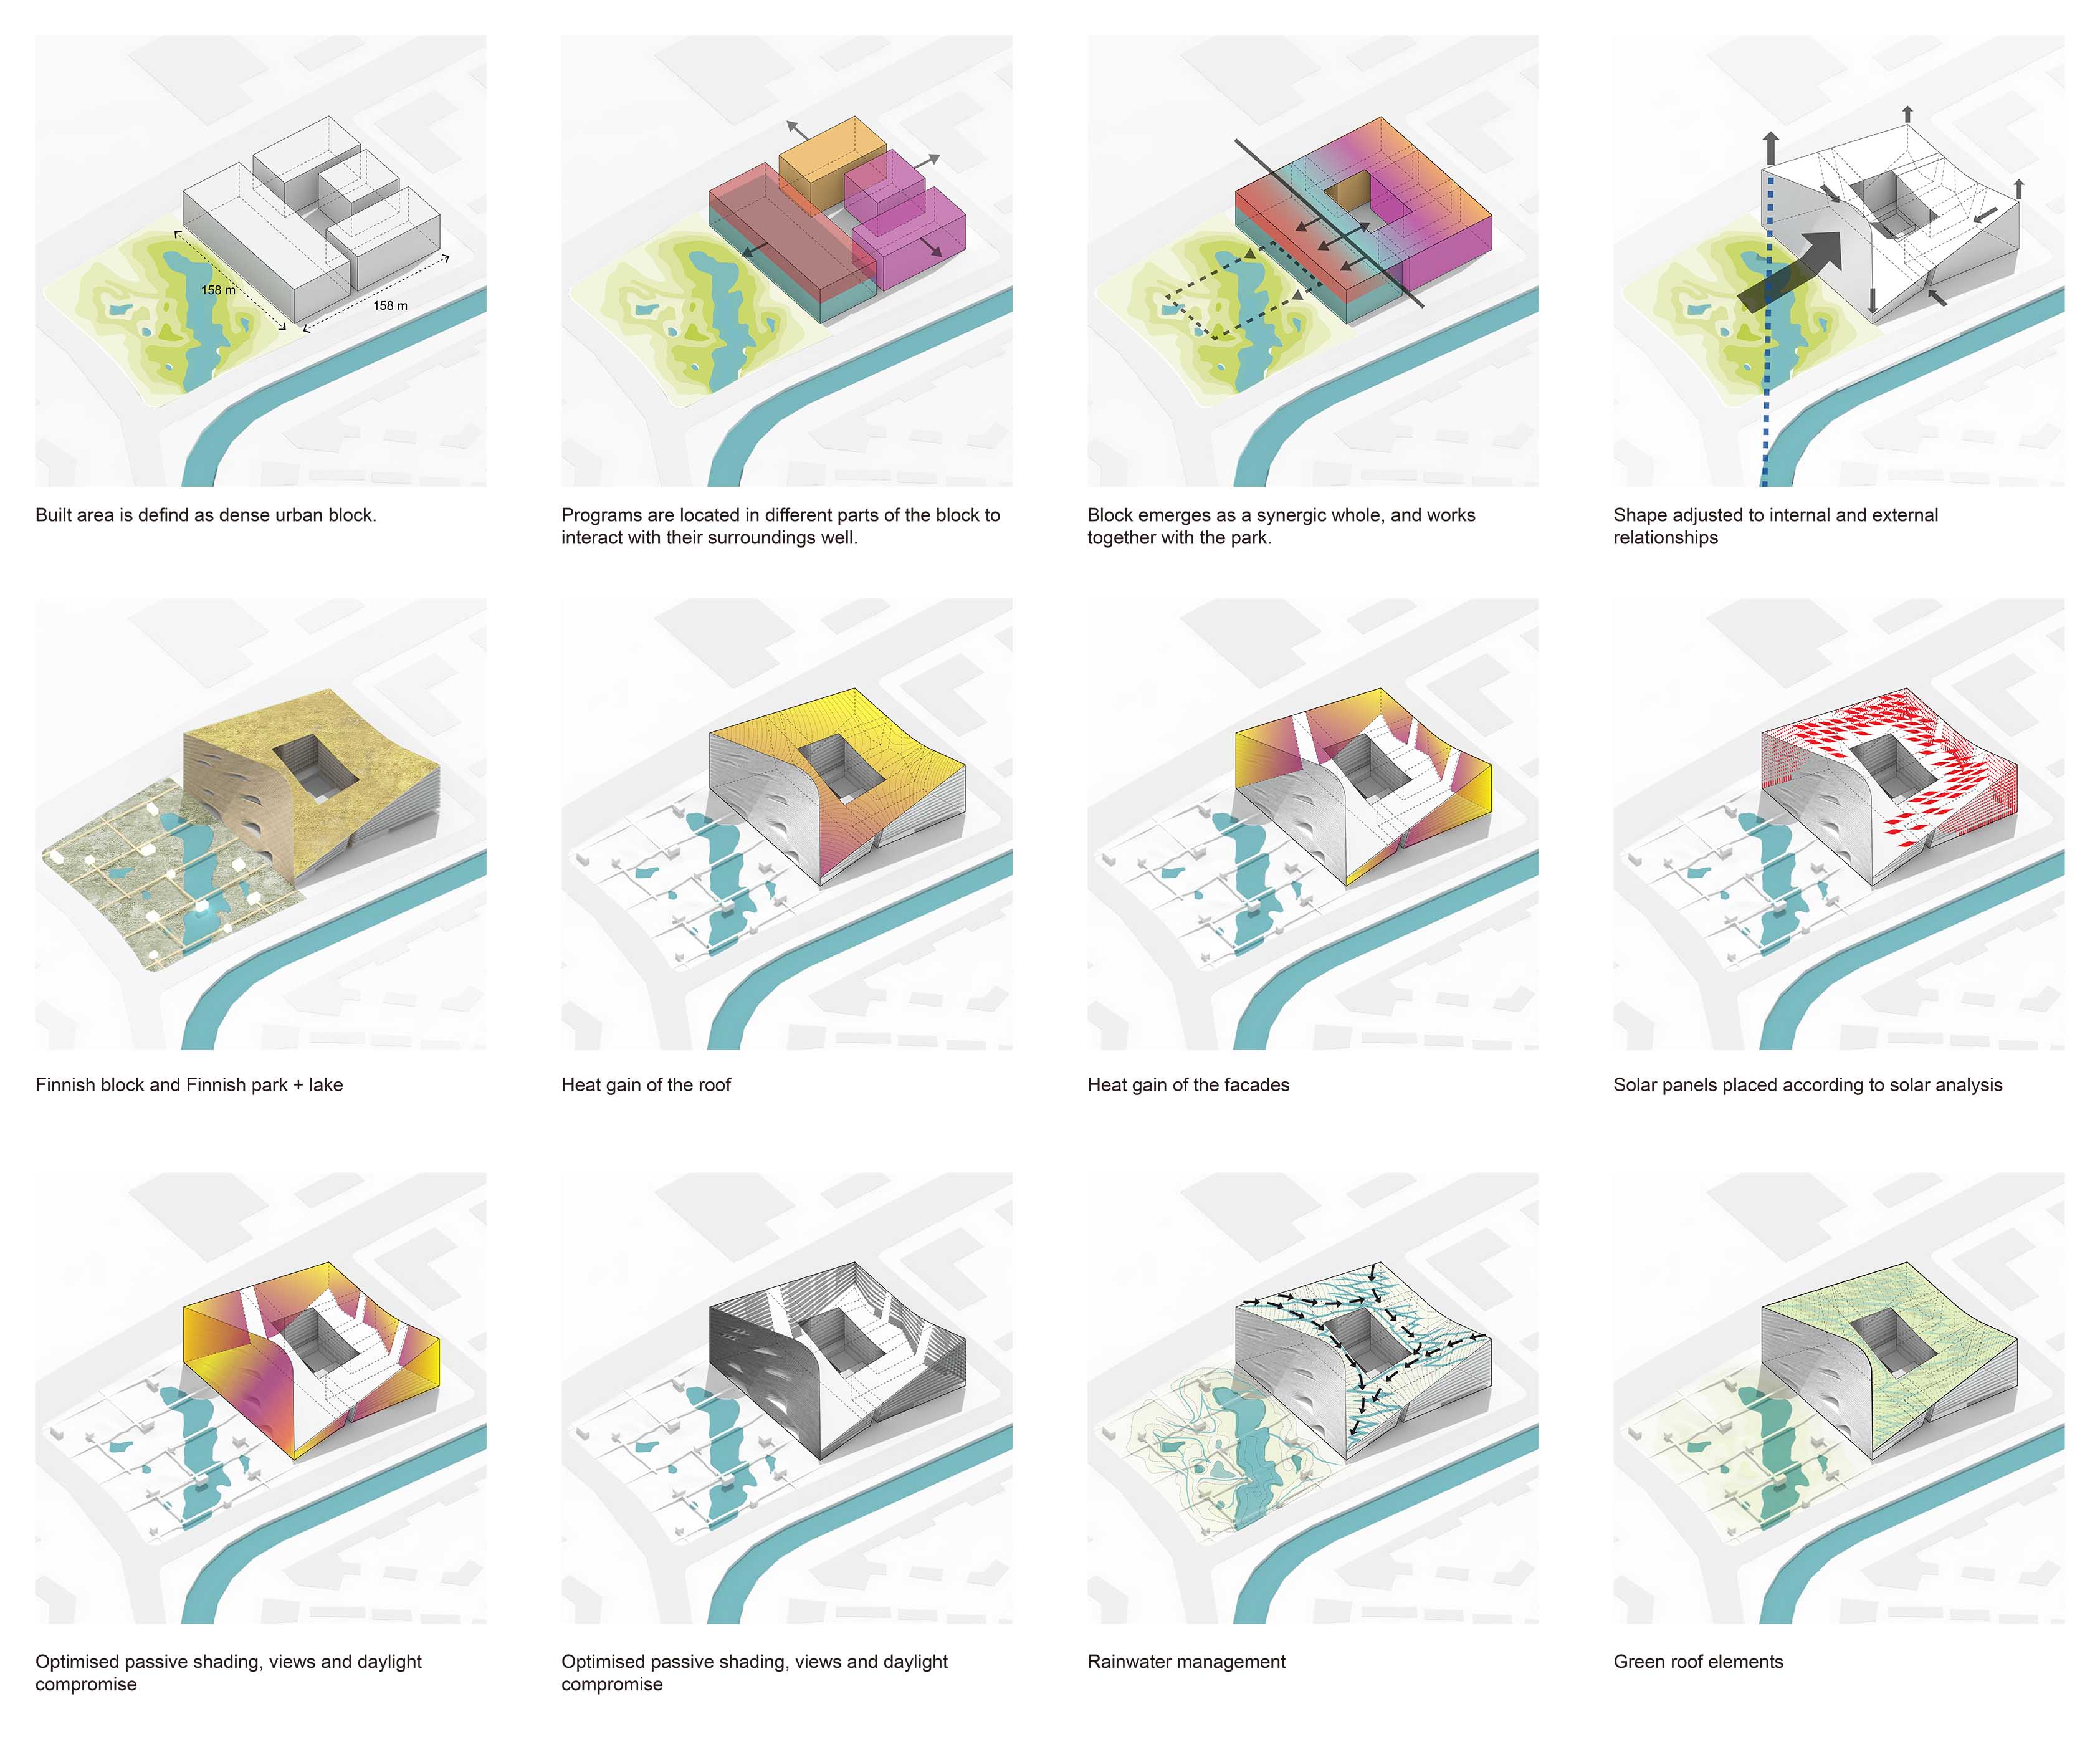 158 m
158 m
Built area is defind as dense urban block.
Programs are located in different parts of the block to
interact with their surroundings well.
Block emerges as a synergic whole, and works
together with the park.
Shape adjusted to internal and external
relationships
Finnish block and Finnish park + lake
Heat gain of the roof
Heat gain of the facades
Solar panels placed according to solar analysis
Optimised passive shading, views and daylight
compromise
Optimised passive shading, views and daylight
compromise
Rainwater management
Green roof elements